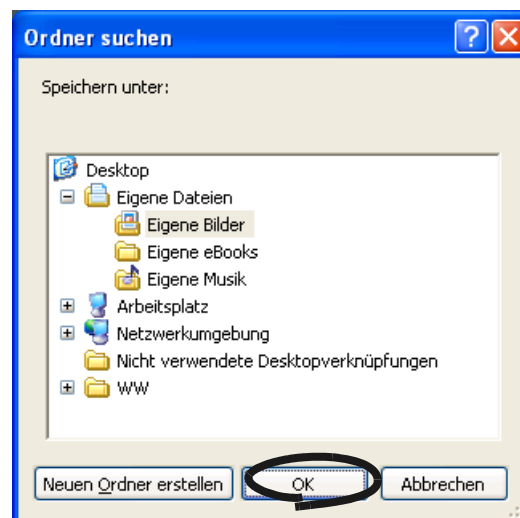 Ordner suchen
Speichern unter:
Desktop
Eigene Dateien
Eigene Bilder
Eigene eBooks
Eigene Musik
Arbeitsplatz
Netzwerkumgebung
Nicht verwendete Desktopverknüpfungen
WW
Neuen Ordner erstellen OK Abbrechen